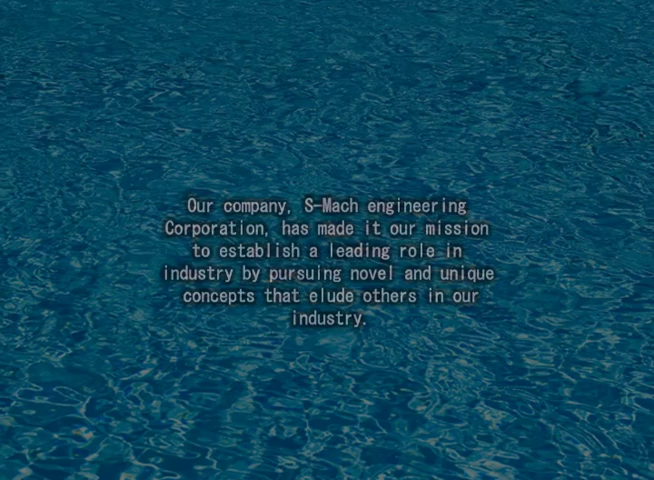 Our company, S-Mach engineering
Corporation, has made it our mission
to establish a leading role in
industry by pursuing novel and unique
concepts that elude others in our
industry.